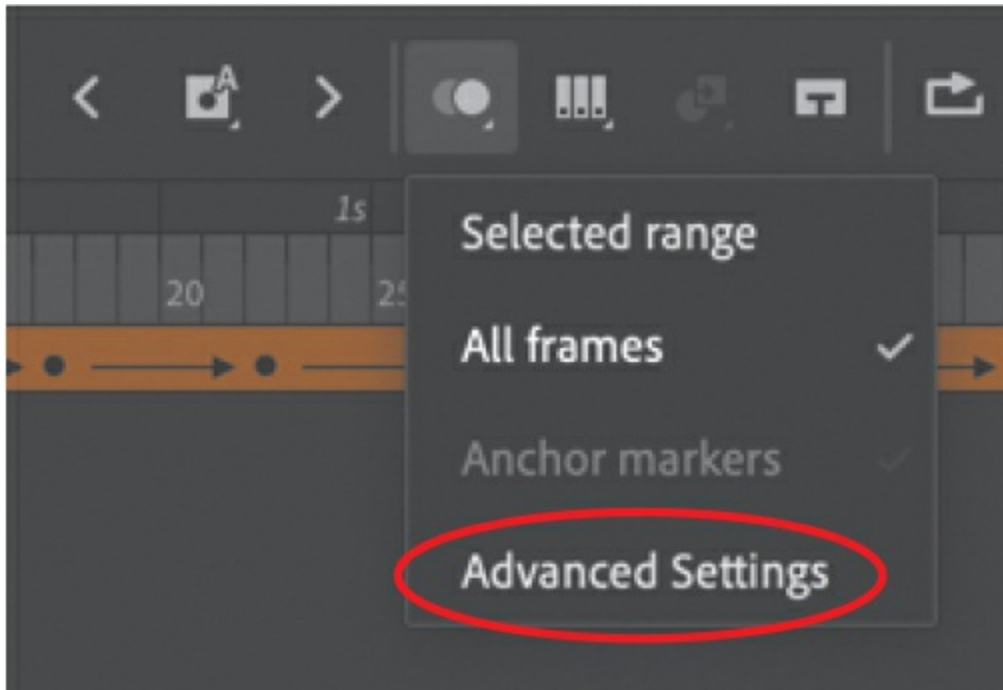 A
1s
20
25
Selected range
All frames
Anchor markers
Advanced Settings